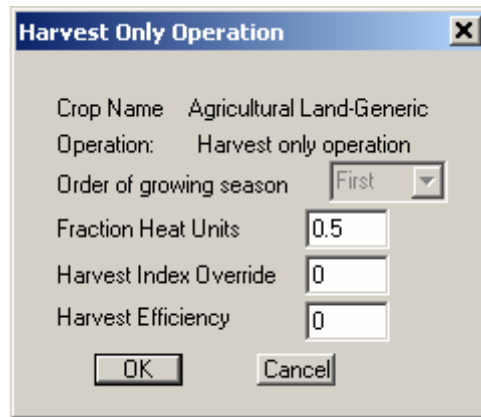 Harvest Only Operation
Crop Name Agricultural Land-Generic
Operation: Harvest only operation
Order of growing season First
Fraction Heat Units 0.5
Harvest Index Override 0
Harvest Efficiency 0
OK Cancel